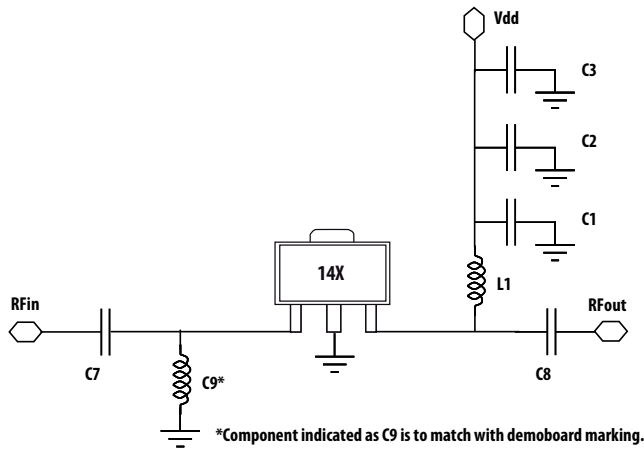 Vdd
C3
C2
C1
14X
L1
RFin
RFout
C7
C9*
C8
*Component indicated as C9 is to match with demoboard marking.